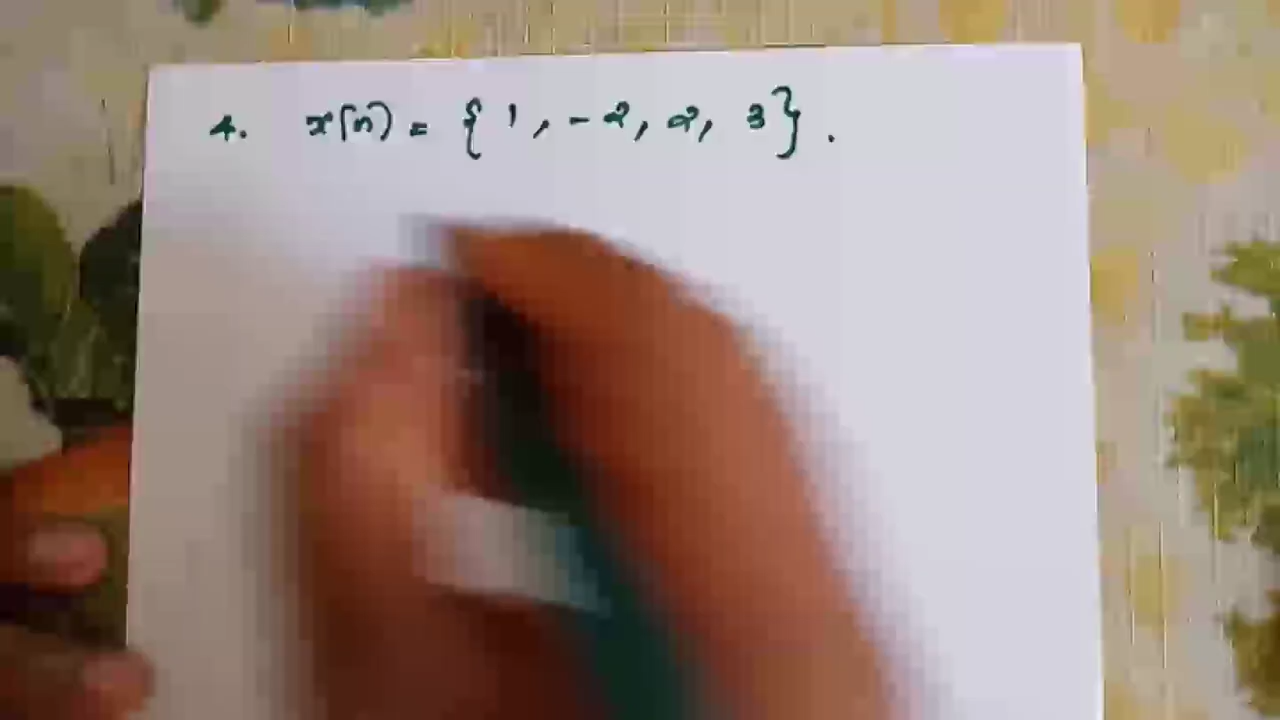 4. x(n) = { 1, -2, 2, 3 }.